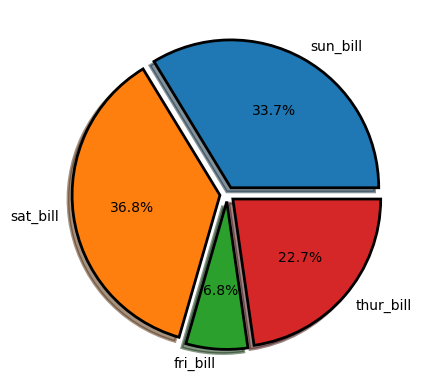 sun_bill
33.7%
36.8%
sat_bill
22.7%
6.8%
thur_bill
fri_bill